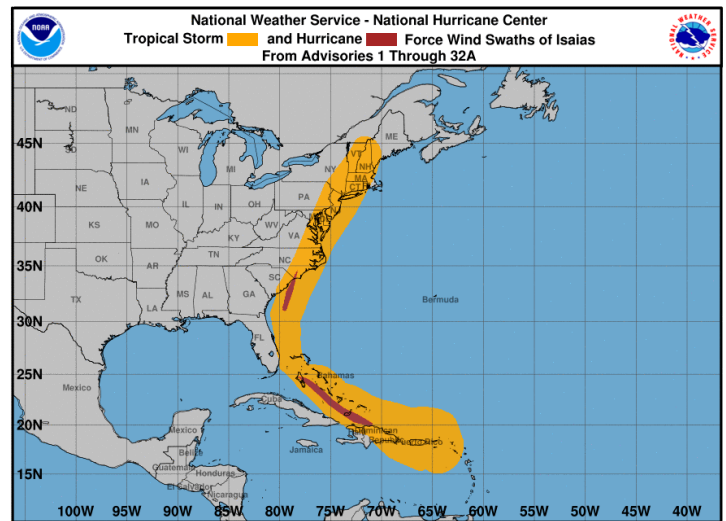 National Weather Service - National Hurricane Center
Tropical Storm and Hurricane Force Wind Swaths of Isaias
From Advisories 1 Through 32A
NOAA
ND
MN
ME
45N
WI
VT
NH
MI
NY
MA
CT
NE
IA
PA
40N
IL
IN
OH
WV
KS
MO
VA
KY
35N
OK
TN
NC
AR
SC
MS
AL
GA
TX
LA
Bermuda
30N
FL
25N
Bahamas
Mexico
Cuba
20N
Mexico
Dominican
Republic
Puerto Rico
Jamaica
Belize
15N
Guatemala
Honduras
El Salvador
Nicaragua
100W 95W 90W 85W 80W 75W 70W 65W 60W 55W 50W 45W 40W